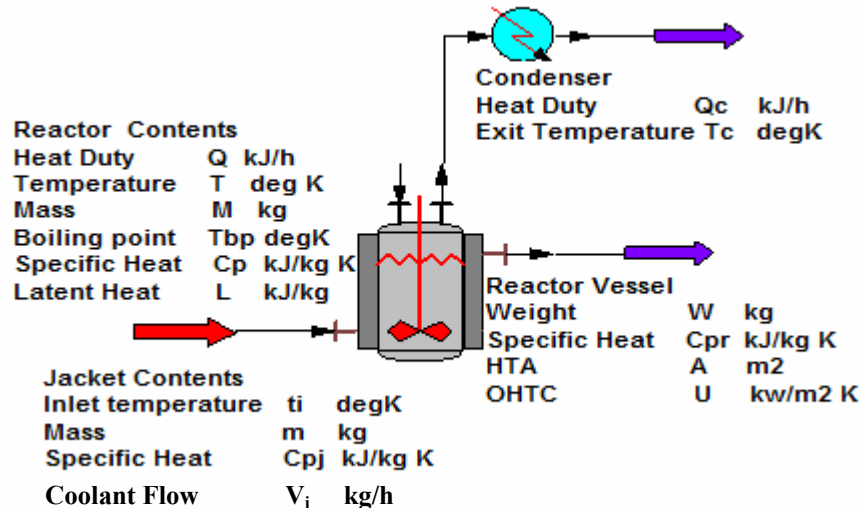 Condenser
Heat Duty Qc kJ/h
Exit Temperature Tc degK
Reactor Contents
Heat Duty Q kJ/h
Temperature T deg K
Mass M kg
Boiling point Tbp degK
Specific Heat Cp kJ/kg K
Latent Heat L kJ/kg
Reactor Vessel
Weight W kg
Specific Heat Cpr kJ/kg K
HTA A m2
OHTC U kw/m2 K
Jacket Contents
Inlet temperature ti degK
Mass m kg
Specific Heat Cpj kJ/kg K
Coolant Flow Vj kg/h